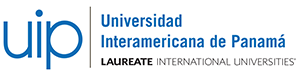 uip
Universidad
Interamericana de Panamá
LAUREATE INTERNATIONAL UNIVERSITIES